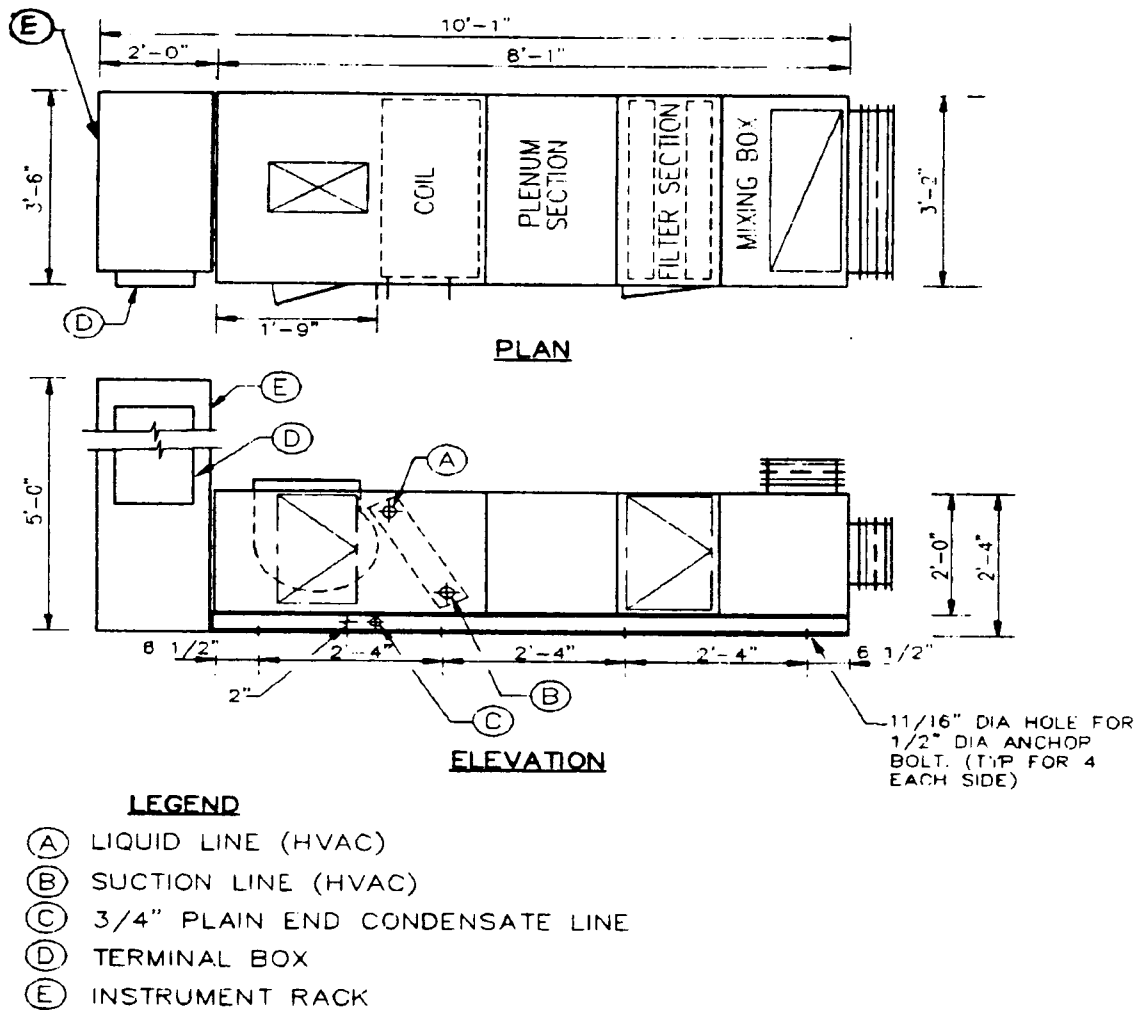 E
10'-1"
2'-0"
8'-1"
3'-6"
COIL
PLENUM
SECTION
FILTER SECTION
MIXING BOX
3'-2"
D
1'-9"
PLAN
E
D
A
5'-0"
2'-0"
2'-4"
6 1/2"
2'-4"
2'-4"
2'-4"
6 1/2"
2"
B
C
11/16" DIA HOLE FOR
1/2" DIA ANCHOR
BOLT. (TYP FOR 4
EACH SIDE)
ELEVATION
LEGEND
A LIQUID LINE (HVAC)
B SUCTION LINE (HVAC)
C 3/4" PLAIN END CONDENSATE LINE
D TERMINAL BOX
E INSTRUMENT RACK